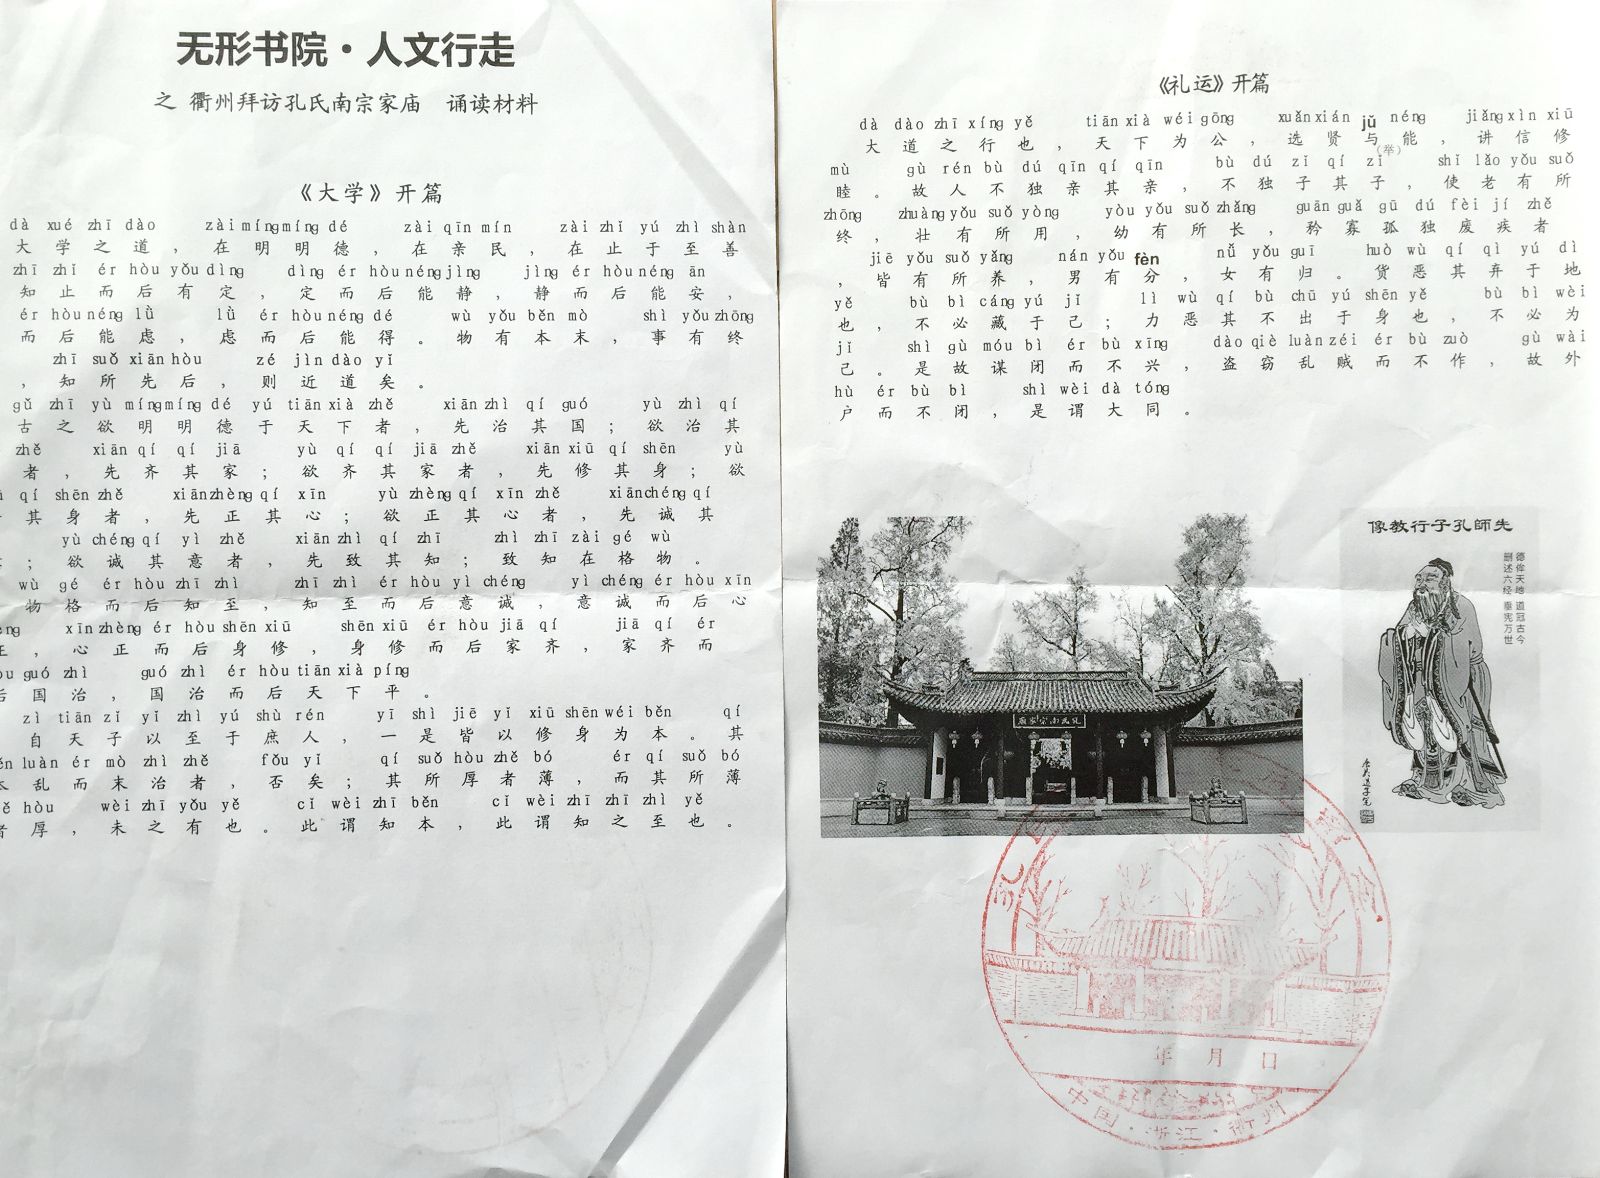 无形书院·人文行走
之 衢州拜访孔氏南宗家庙 诵读材料
《大学》开篇
dà xué zhī dào zài míngmíng dé zài qīn mín zài zhǐ yú zhì shàn
大学之道，在明明德，在亲民，在止于至善
zhī zhǐ ér hòu yǒu dìng dìng ér hòu néng jìng jìng ér hòu néng ān
知止而后有定，定而后能静，静而后能安，
ér hòu néng lǜ lǜ ér hòu néng dé wù yǒu běn mò shì yǒu zhōng
而后能虑，虑而后能得。物有本末，事有终
zhī suǒ xiān hòu zé jìn dào yǐ
，知所先后，则近道矣。
gǔ zhī yù míngmíng dé yú tiān xià zhě xiān zhì qí guó yù zhì qí
古之欲明明德于天下者，先治其国；欲治其
zhě xiān qí qí jiā yù qí qí jiā zhě xiān xiū qí shēn yù
者，先齐其家；欲齐其家者，先修其身；欲
qí shēn zhě xiān zhèng qí xīn yù zhèng qí xīn zhě xiān chéng qí
其身者，先正其心；欲正其心者，先诚其
yù chéng qí yì zhě xiān zhì qí zhī zhì zhī zài gé wù
；欲诚其意者，先致其知；致知在格物。
wù gé ér hòu zhī zhì zhī zhì ér hòu yì chéng yì chéng ér hòu xīn
物格而后知至，知至而后意诚，意诚而后心
xīn zhèng ér hòu shēn xiū shēn xiū ér hòu jiā qí jiā qí ér
正，心正而后身修，身修而后家齐，家齐而
guó zhì guó zhì ér hòu tiān xià píng
后国治，国治而后天下平。
zì tiān zǐ yǐ zhì yú shù rén yī shì jiē yǐ xiū shēn wéi běn qí
自天子以至于庶人，一是皆以修身为本。其
luàn ér mò zhì zhě fǒu yǐ qí suǒ hòu zhě bó ér qí suǒ bó
本乱而末治者，否矣；其所厚者薄，而其所薄
hòu wèi zhī yǒu yě cǐ wèi zhī běn cǐ wèi zhī zhī zhì yě
者厚，未之有也。此谓知本，此谓知之至也。
《礼运》开篇
dà dào zhī xíng yě tiān xià wéi gōng xuǎn xián jǔ néng jiǎng xìn xiū
大道之行也，天下为公，选贤与（举）能，讲信修
mù gù rén bù dú qīn qí qīn bù dú zǐ qí zǐ shǐ lǎo yǒu suǒ
睦。故人不独亲其亲，不独子其子，使老有所
zhōng zhuàng yǒu suǒ yòng yòu yǒu suǒ zhǎng guān guǎ gū dú fèi jí zhě
终，壮有所用，幼有所长，矜寡孤独废疾者
jiē yǒu suǒ yǎng nán yǒu fèn nǚ yǒu guī huò wù qí qì yú dì
，皆有所养，男有分，女有归。货恶其弃于地
yě bù bì cáng yú jǐ lì wù qí bù chū yú shēn yě bù bì wèi
也，不必藏于己；力恶其不出于身也，不必为
jǐ shì gù móu bì ér bù xīng dào qiè luàn zéi ér bù zuò gù wài
己。是故谋闭而不兴，盗窃乱贼而不作，故外
hù ér bù bì shì wèi dà tóng
户而不闭，是谓大同。
孔氏南宗家庙
先師孔子行教像
德侔天地 道冠古今
删述六经 垂宪万世
年 月 日
中国·浙江·衢州